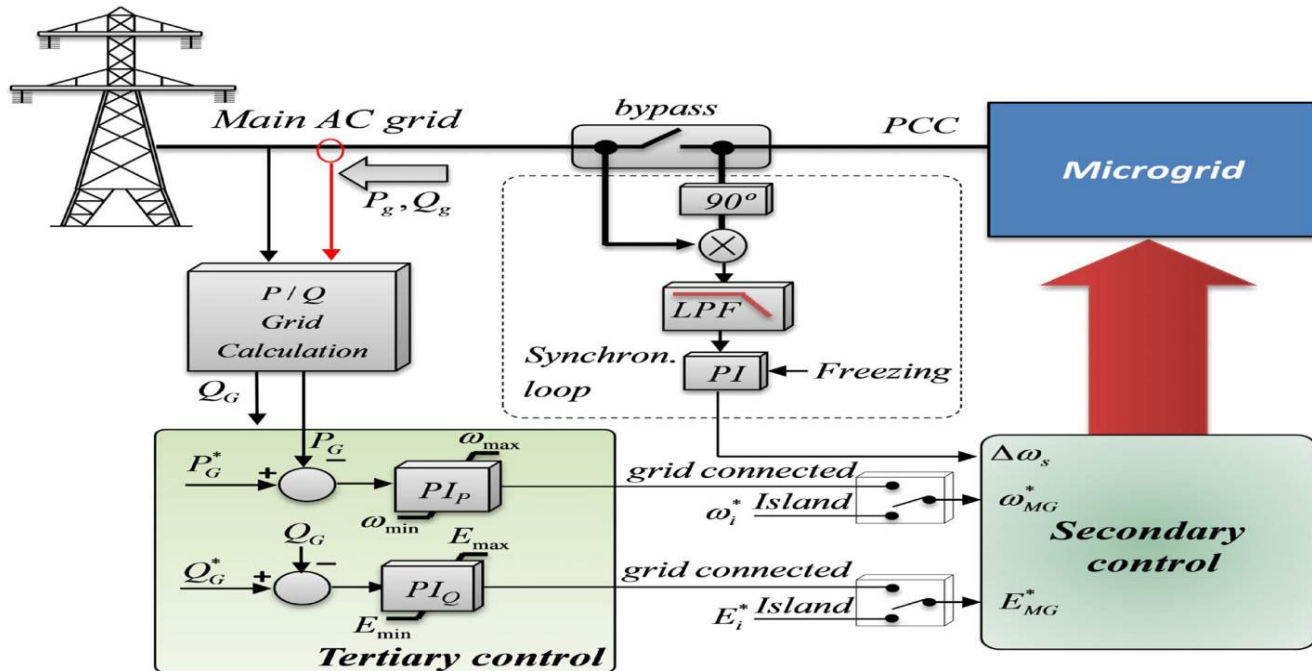 Main AC grid
bypass
PCC
Microgrid
P_g, Q_g
90º
P / Q
Grid
Calculation
LPF
Synchron.
loop
PI
Freezing
Q_G
P_G
ω_max
P_G^*
+
−
PI_P
ω_min
grid connected
ω_i^*
Island
Δω_s
ω_MG^*
Secondary
control
Q_G
E_max
Q_G^*
+
−
PI_Q
E_min
grid connected
E_i^*
Island
E_MG^*
Tertiary control